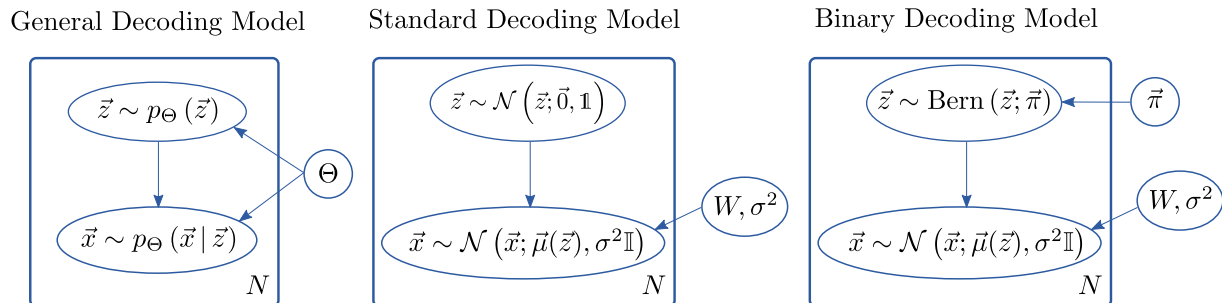 General Decoding Model
z⃗ ∼ p_Θ (z⃗)
Θ
x⃗ ∼ p_Θ (x⃗ | z⃗)
N
Standard Decoding Model
z⃗ ∼ 𝒩 (z⃗; 0⃗, 𝟙)
W, σ²
x⃗ ∼ 𝒩 (x⃗; μ⃗(z⃗), σ²𝕀)
N
Binary Decoding Model
z⃗ ∼ Bern (z⃗; π⃗)
π⃗
W, σ²
x⃗ ∼ 𝒩 (x⃗; μ⃗(z⃗), σ²𝕀)
N